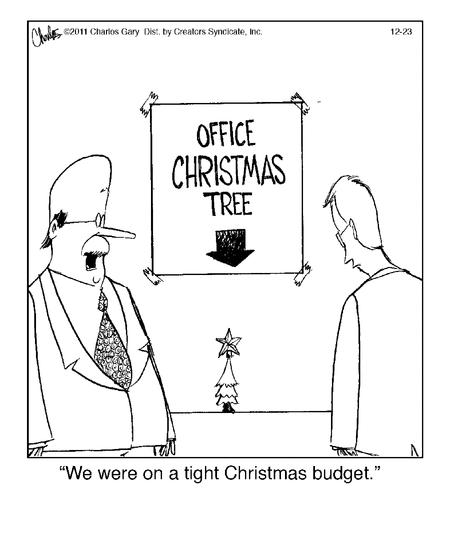 Charlos ©2011 Charlos Gary Dist. by Creators Syndicate, Inc. 12-23
OFFICE
CHRISTMAS
TREE
“We were on a tight Christmas budget.”